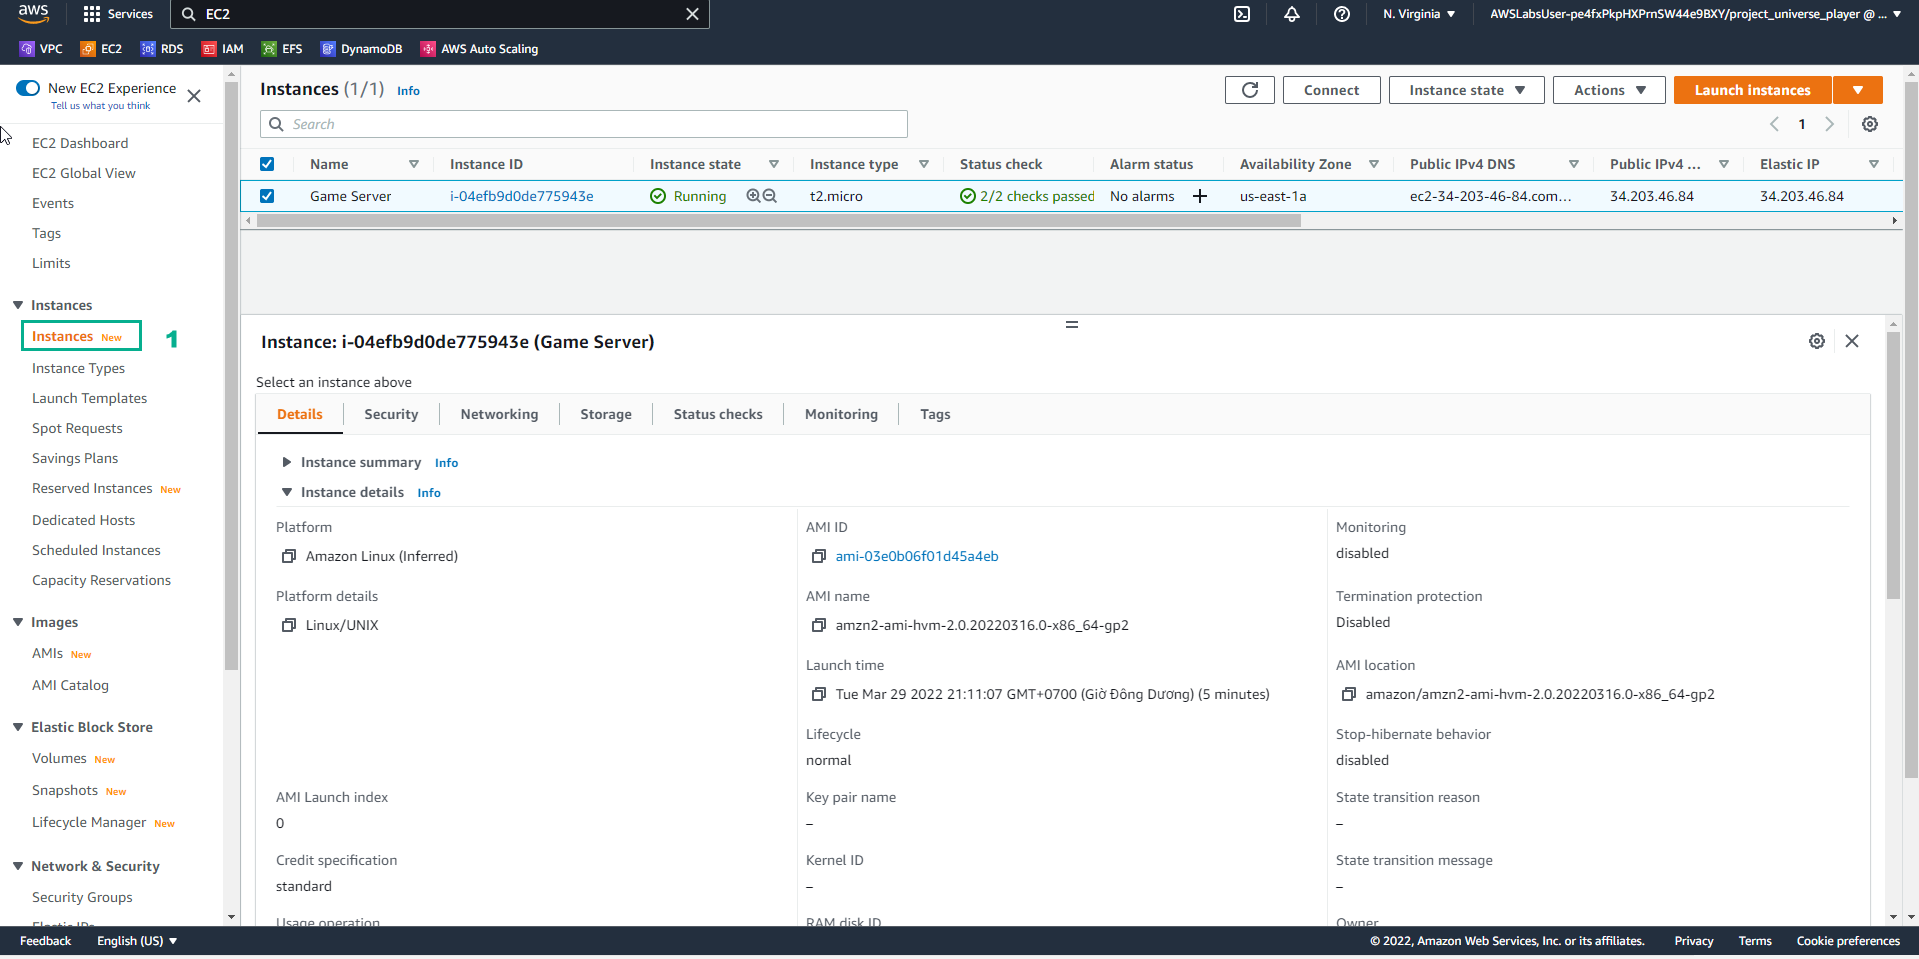 aws Services EC2 N. Virginia AWSLabsUser-pe4fxPkpHXPrnSW44e9BXY/project_universe_player @ ...
VPC EC2 RDS IAM EFS DynamoDB AWS Auto Scaling
New EC2 Experience
Tell us what you think
EC2 Dashboard
EC2 Global View
Events
Tags
Limits
Instances
Instances New 1
Instance Types
Launch Templates
Spot Requests
Savings Plans
Reserved Instances New
Dedicated Hosts
Scheduled Instances
Capacity Reservations
Images
AMIs New
AMI Catalog
Elastic Block Store
Volumes New
Snapshots New
Lifecycle Manager New
Network & Security
Security Groups
Elastic IPs
Instances (1/1) Info Connect Instance state Actions Launch instances
Search 1
Name Instance ID Instance state Instance type Status check Alarm status Availability Zone Public IPv4 DNS Public IPv4 ... Elastic IP
Game Server i-04efb9d0de775943e Running t2.micro 2/2 checks passed No alarms + us-east-1a ec2-34-203-46-84.com... 34.203.46.84 34.203.46.84
Instance: i-04efb9d0de775943e (Game Server)
Select an instance above
Details Security Networking Storage Status checks Monitoring Tags
Instance summary Info
Instance details Info
Platform
Amazon Linux (Inferred)
AMI ID
ami-03e0b06f01d45a4eb
Monitoring
disabled
Platform details
Linux/UNIX
AMI name
amzn2-ami-hvm-2.0.20220316.0-x86_64-gp2
Termination protection
Disabled
Launch time
Tue Mar 29 2022 21:11:07 GMT+0700 (Giờ Đông Dương) (5 minutes)
AMI location
amazon/amzn2-ami-hvm-2.0.20220316.0-x86_64-gp2
Lifecycle
normal
Stop-hibernate behavior
disabled
AMI Launch index
0
Key pair name
–
State transition reason
–
Credit specification
standard
Kernel ID
–
State transition message
–
Usage operation
RAM disk ID
Owner
Feedback English (US) © 2022, Amazon Web Services, Inc. or its affiliates. Privacy Terms Cookie preferences